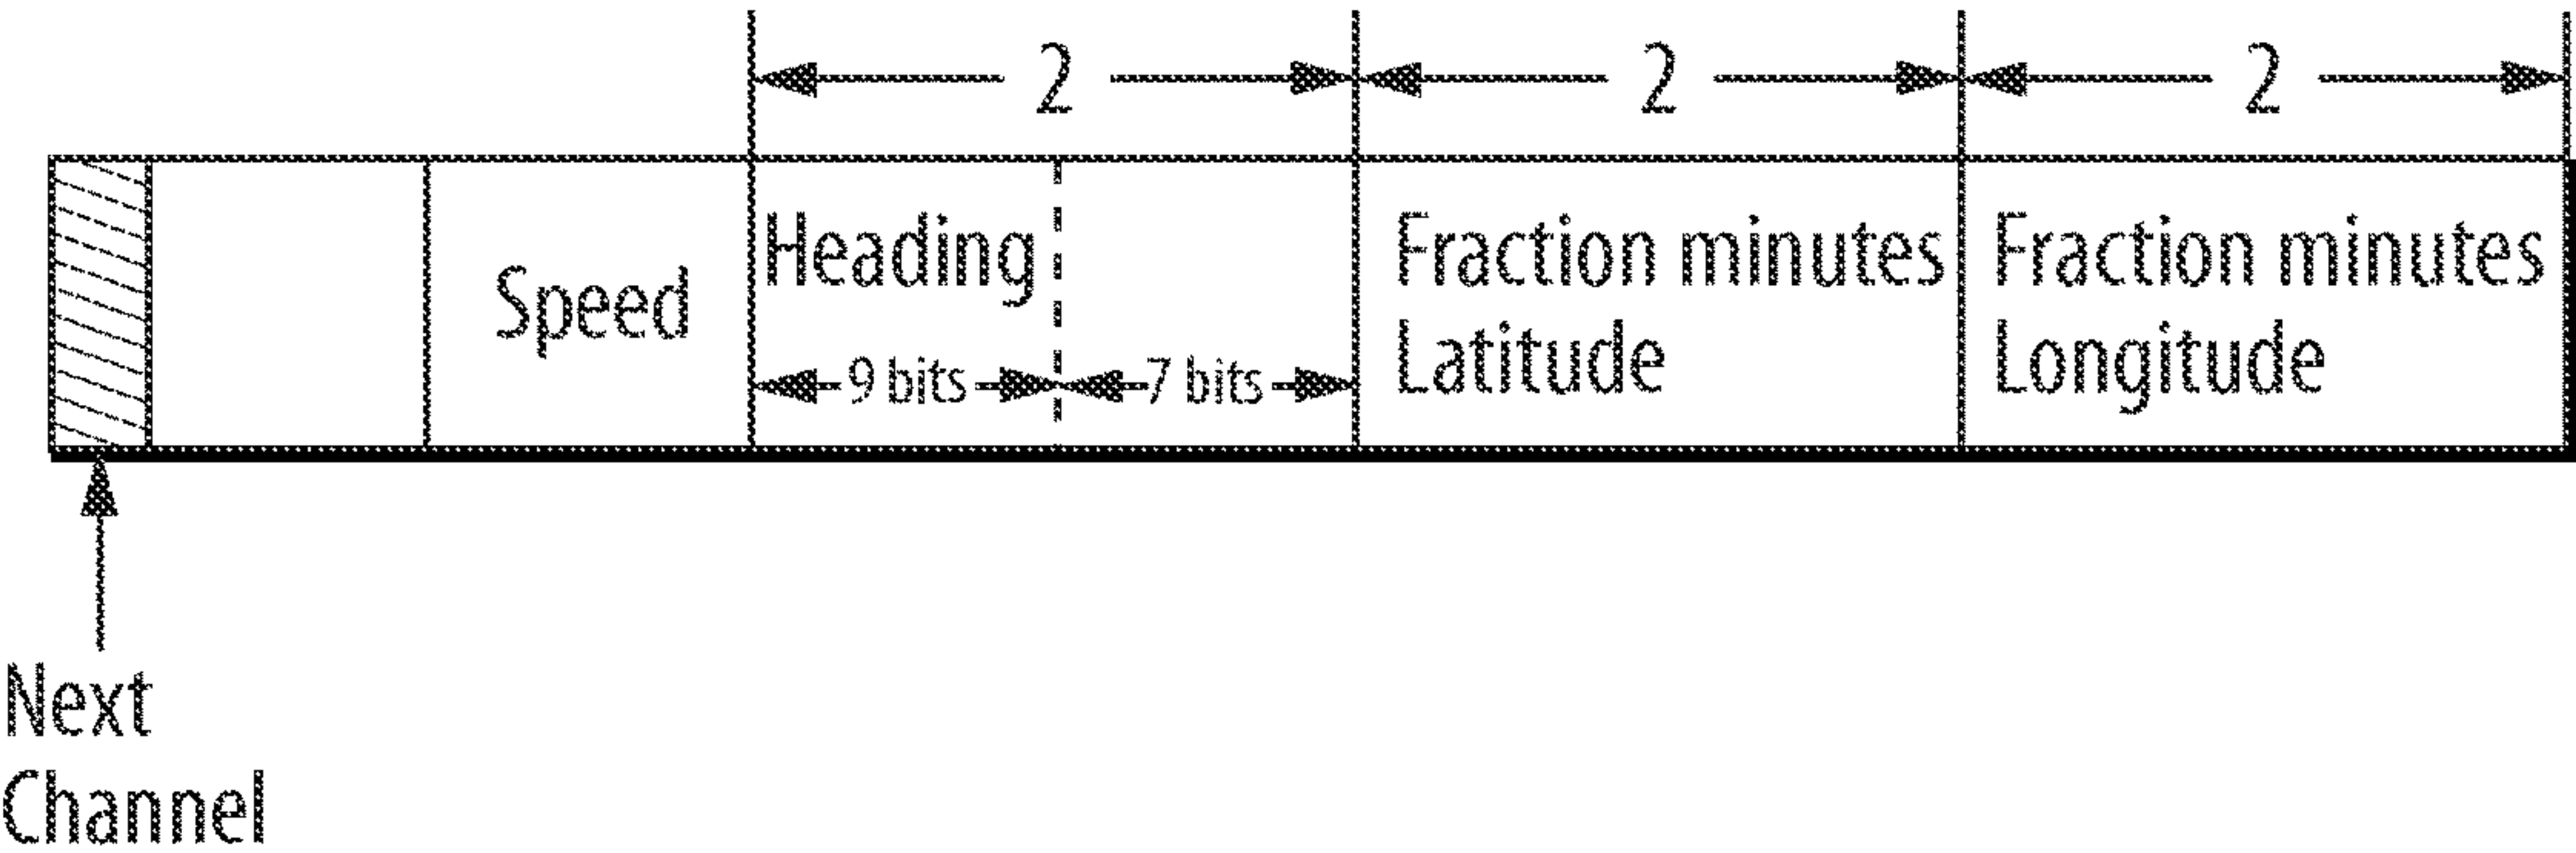 2 2 2
Speed
Heading
9 bits 7 bits
Fraction minutes
Latitude
Fraction minutes
Longitude
Next
Channel